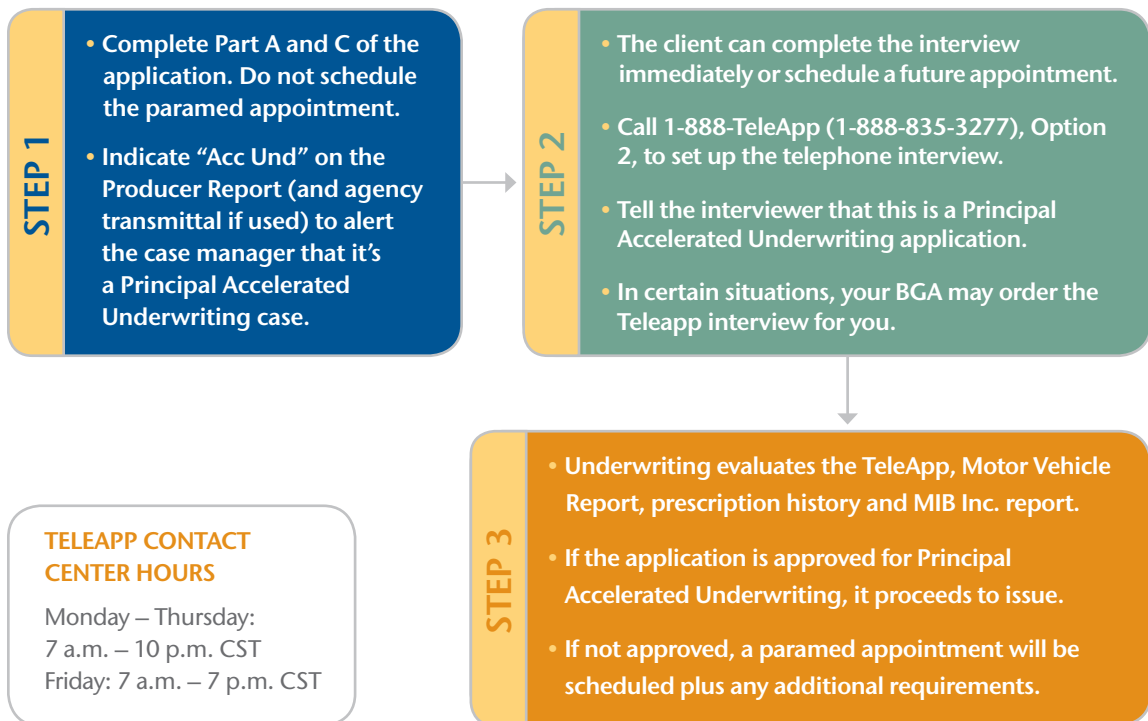 STEP 1
• Complete Part A and C of the
application. Do not schedule
the paramed appointment.
• Indicate “Acc Und” on the
Producer Report (and agency
transmittal if used) to alert
the case manager that it’s
a Principal Accelerated
Underwriting case.
STEP 2
• The client can complete the interview
immediately or schedule a future appointment.
• Call 1-888-TeleApp (1-888-835-3277), Option
2, to set up the telephone interview.
• Tell the interviewer that this is a Principal
Accelerated Underwriting application.
• In certain situations, your BGA may order the
Teleapp interview for you.
STEP 3
• Underwriting evaluates the TeleApp, Motor Vehicle
Report, prescription history and MIB Inc. report.
• If the application is approved for Principal
Accelerated Underwriting, it proceeds to issue.
• If not approved, a paramed appointment will be
scheduled plus any additional requirements.
TELEAPP CONTACT
CENTER HOURS
Monday – Thursday:
7 a.m. – 10 p.m. CST
Friday: 7 a.m. – 7 p.m. CST